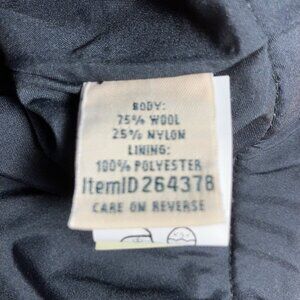 BODY:
75% WOOL
25% NYLON
LINING:
100% POLYESTER
ItemID 264378
CARE ON REVERSE